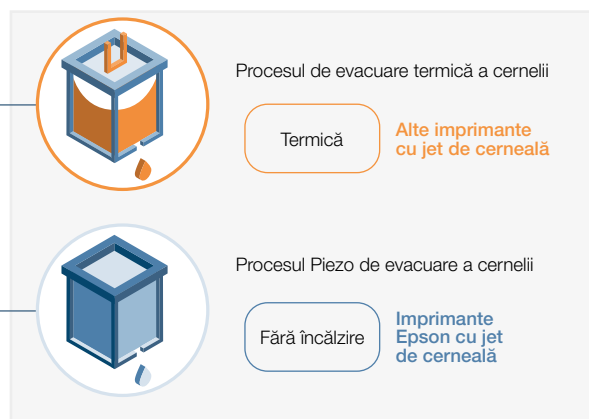 Procesul de evacuare termică a cernelii
Termică
Alte imprimante
cu jet de cerneală
Procesul Piezo de evacuare a cernelii
Fără încălzire
Imprimante
Epson cu jet
de cerneală